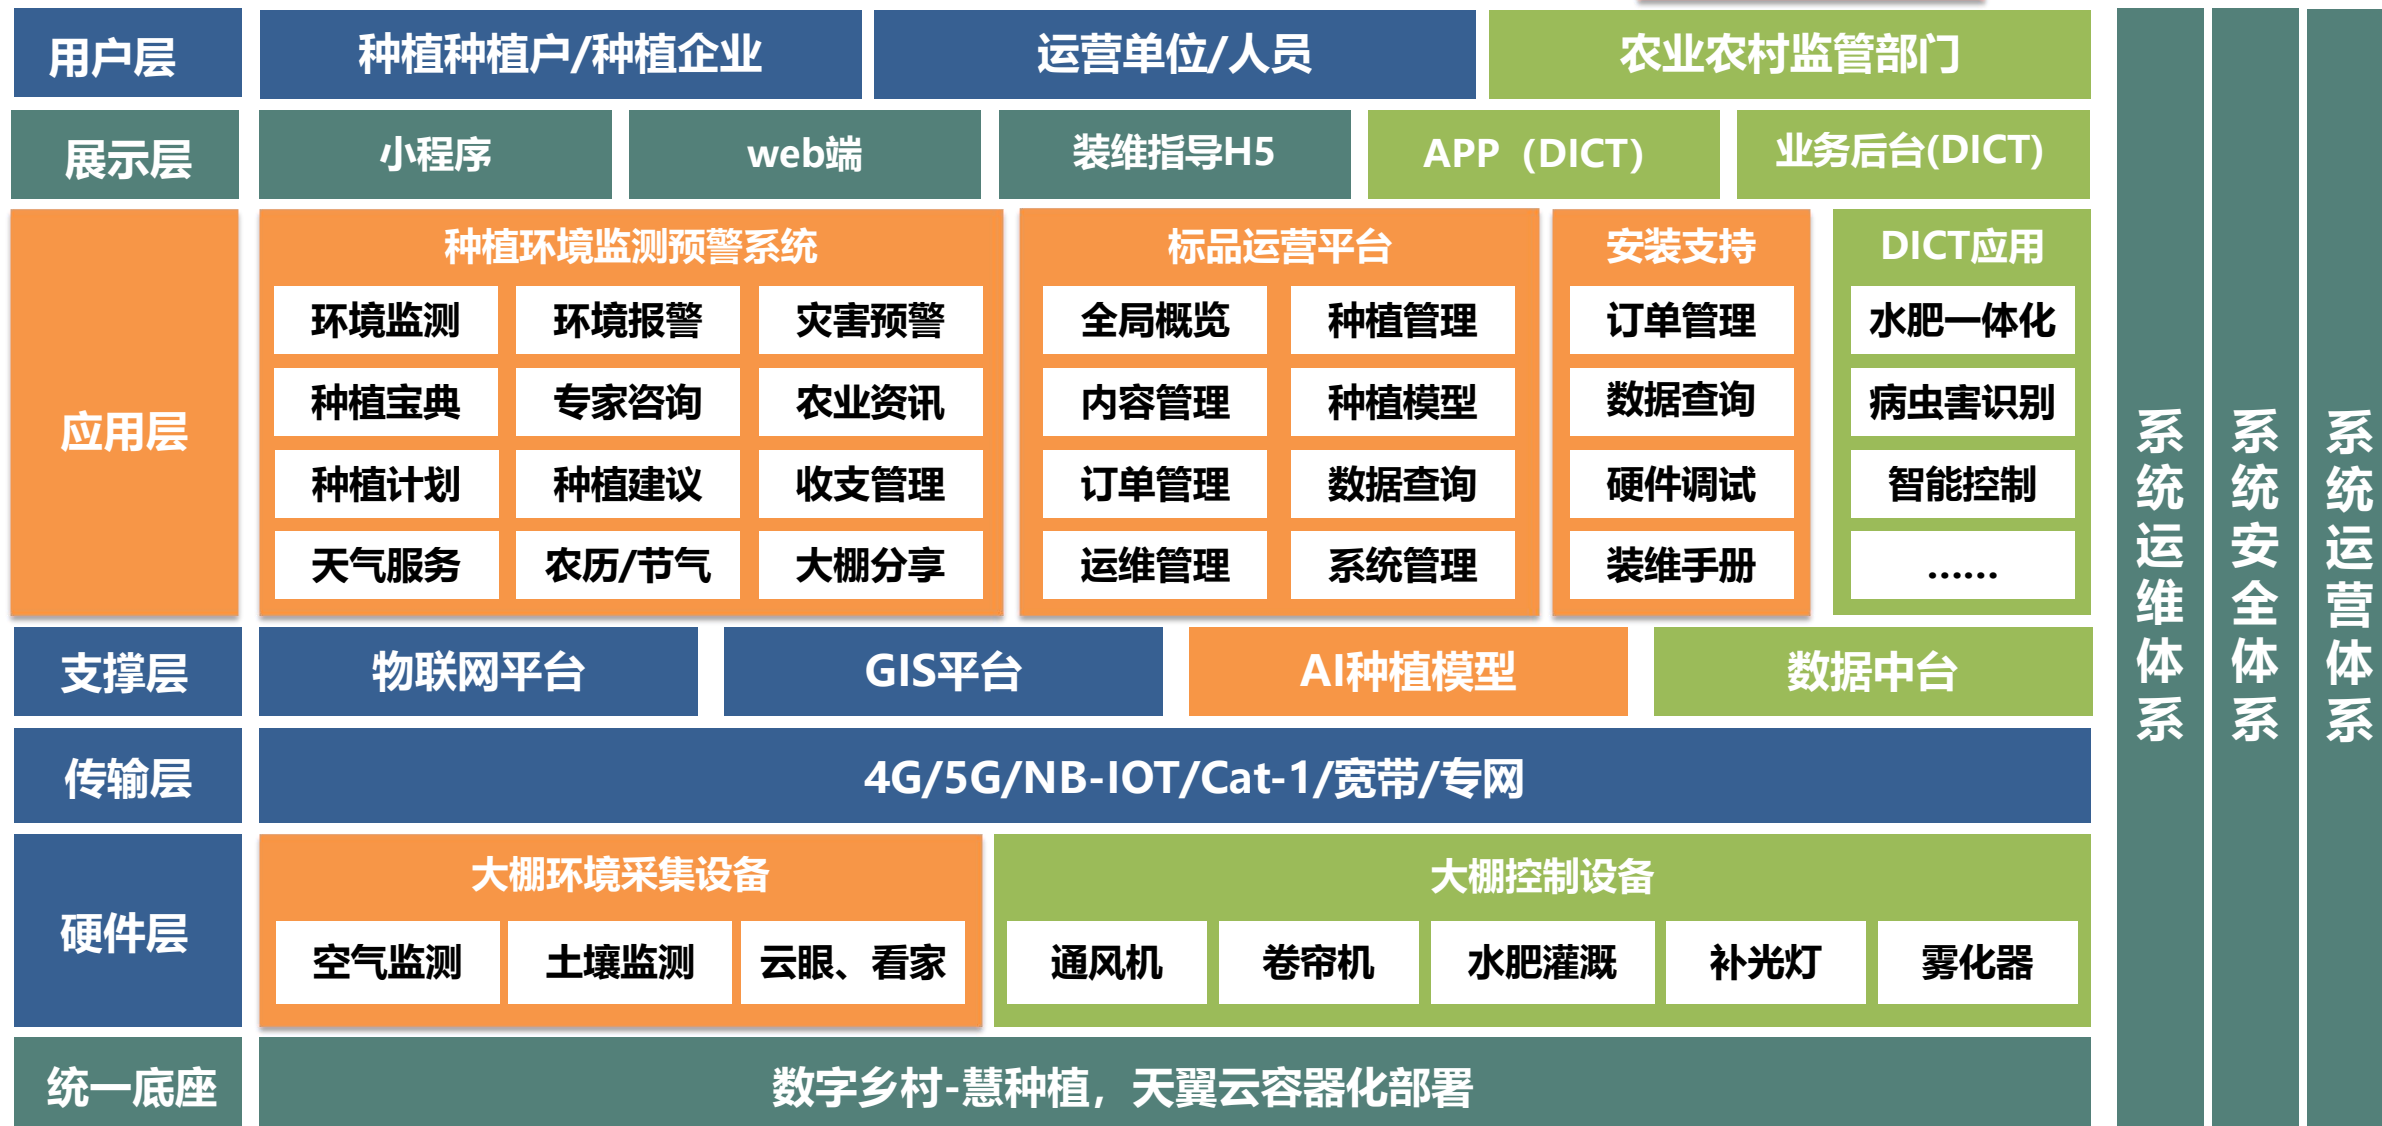 用户层
种植种植户/种植企业
运营单位/人员
农业农村监管部门
展示层
小程序
web端
装维指导H5
APP（DICT）
业务后台(DICT)
应用层
种植环境监测预警系统
环境监测
环境报警
灾害预警
种植宝典
专家咨询
农业资讯
种植计划
种植建议
收支管理
天气服务
农历/节气
大棚分享
标品运营平台
全局概览
种植管理
内容管理
种植模型
订单管理
数据查询
运维管理
系统管理
安装支持
订单管理
数据查询
硬件调试
装维手册
DICT应用
水肥一体化
病虫害识别
智能控制
……
支撑层
物联网平台
GIS平台
AI种植模型
数据中台
传输层
4G/5G/NB-IOT/Cat-1/宽带/专网
硬件层
大棚环境采集设备
空气监测
土壤监测
云眼、看家
大棚控制设备
通风机
卷帘机
水肥灌溉
补光灯
雾化器
统一底座
数字乡村-慧种植，天翼云容器化部署
系统运维体系
系统安全体系
系统运营体系